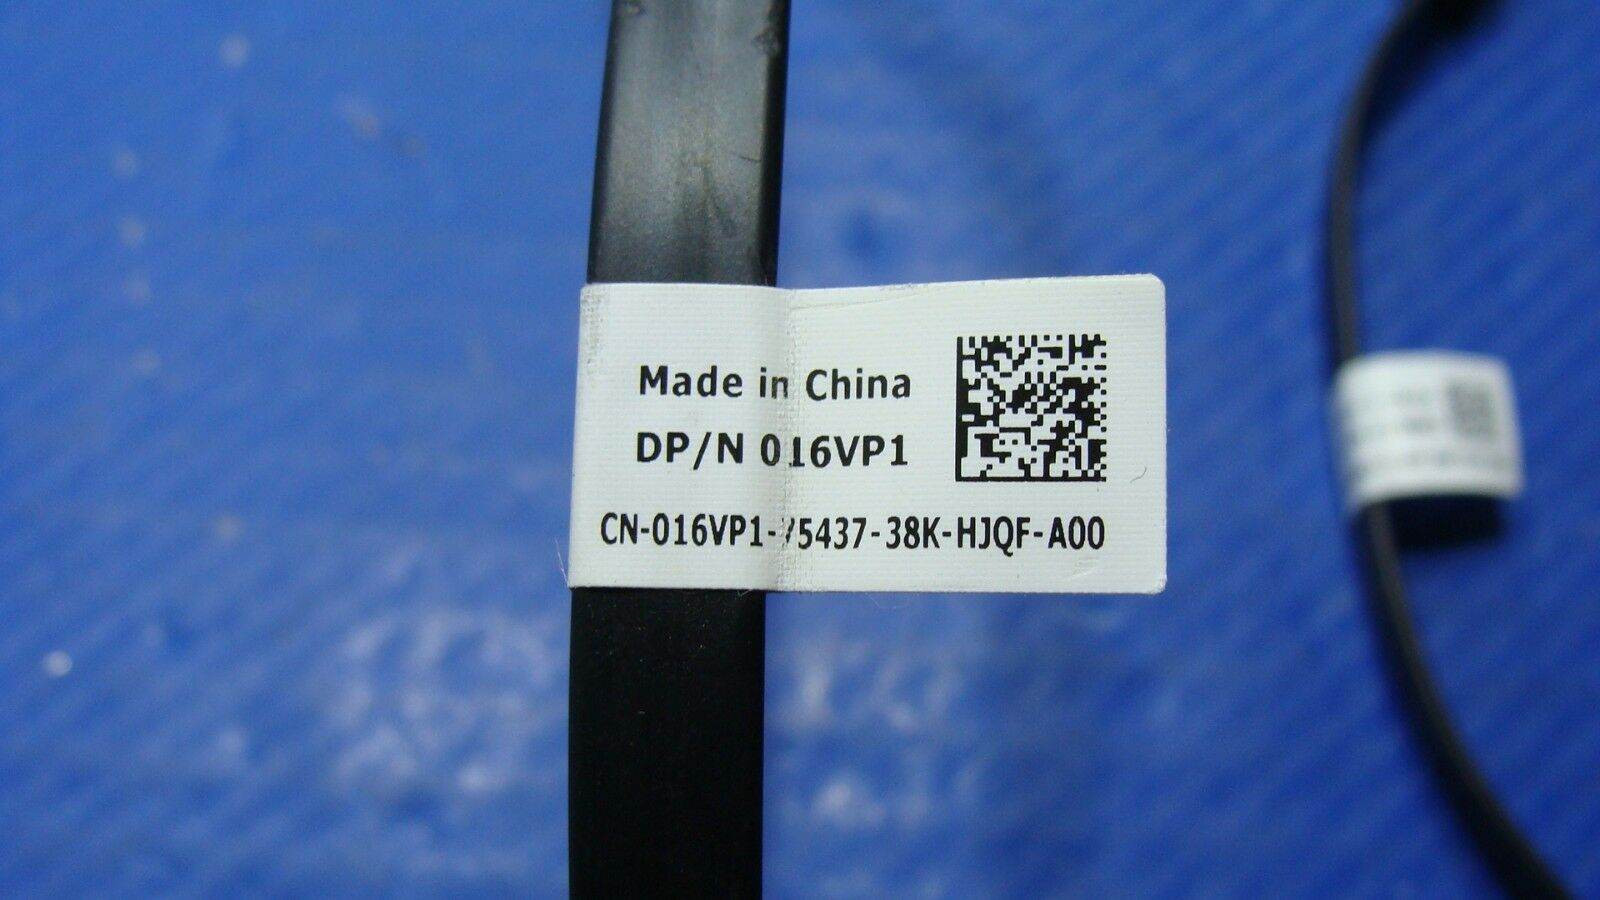 Made in China
DP/N 016VP1
CN-016VP1-75437-38K-HJQF-A00